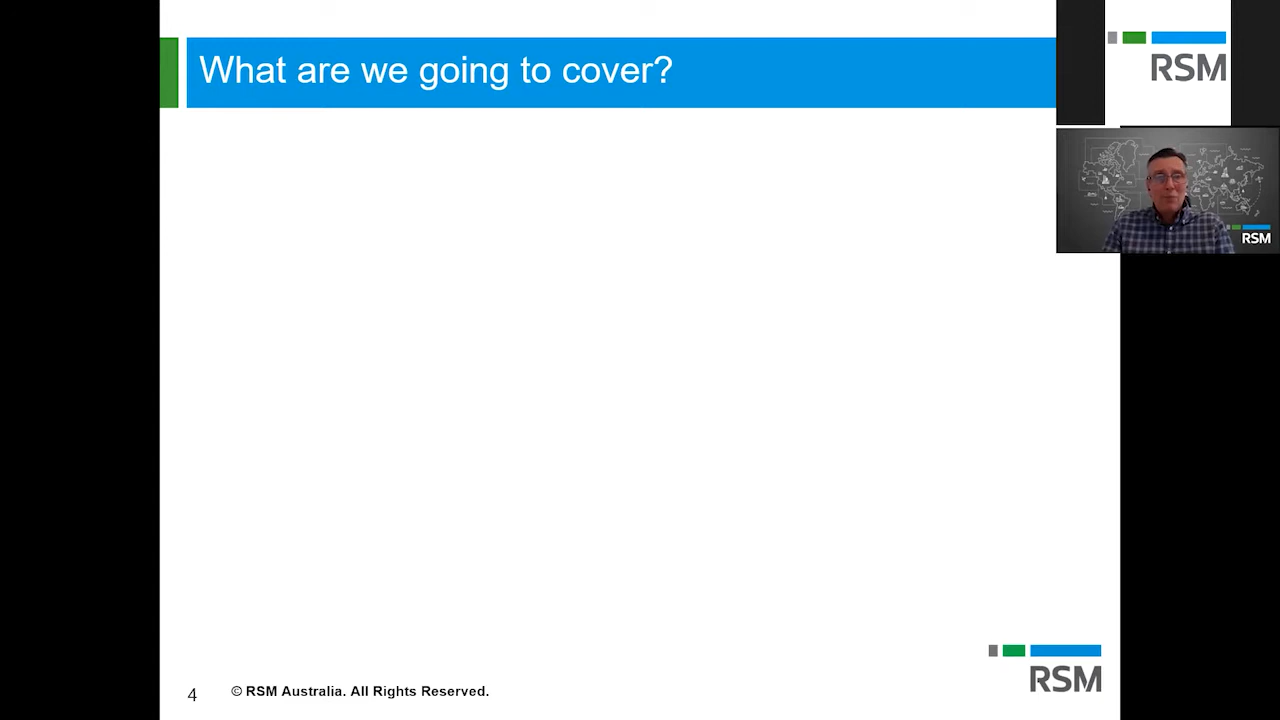 What are we going to cover?
RSM
RSM
RSM
4
© RSM Australia. All Rights Reserved.